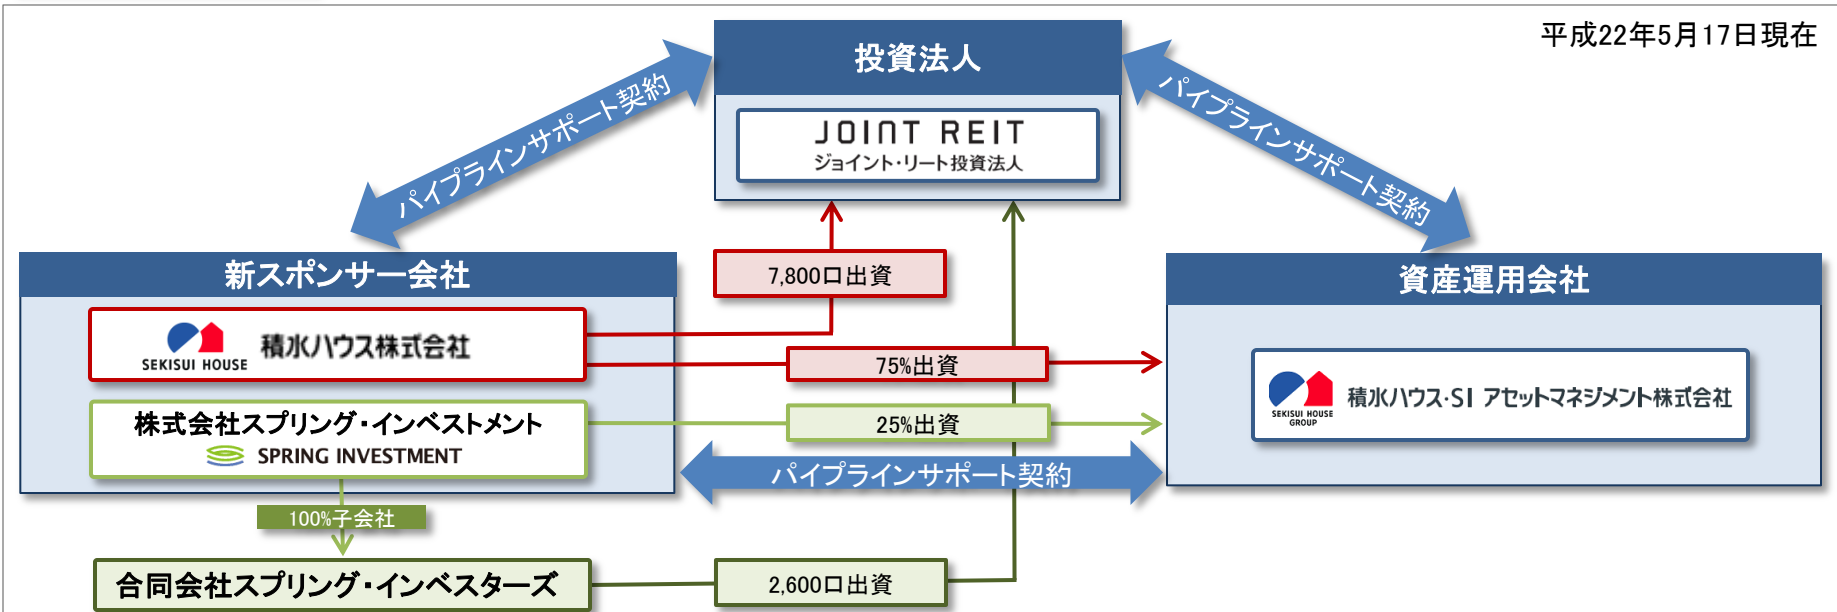 平成22年5月17日現在
投資法人
JOINT REIT
ジョイント・リート投資法人
パイプラインサポート契約
パイプラインサポート契約
新スポンサー会社
SEKISUI HOUSE
積水ハウス株式会社
株式会社スプリング・インベストメント
SPRING INVESTMENT
7,800口出資
75%出資
25%出資
パイプラインサポート契約
資産運用会社
SEKISUI HOUSE
GROUP
積水ハウス・SI アセットマネジメント株式会社
100%子会社
合同会社スプリング・インベスターズ
2,600口出資